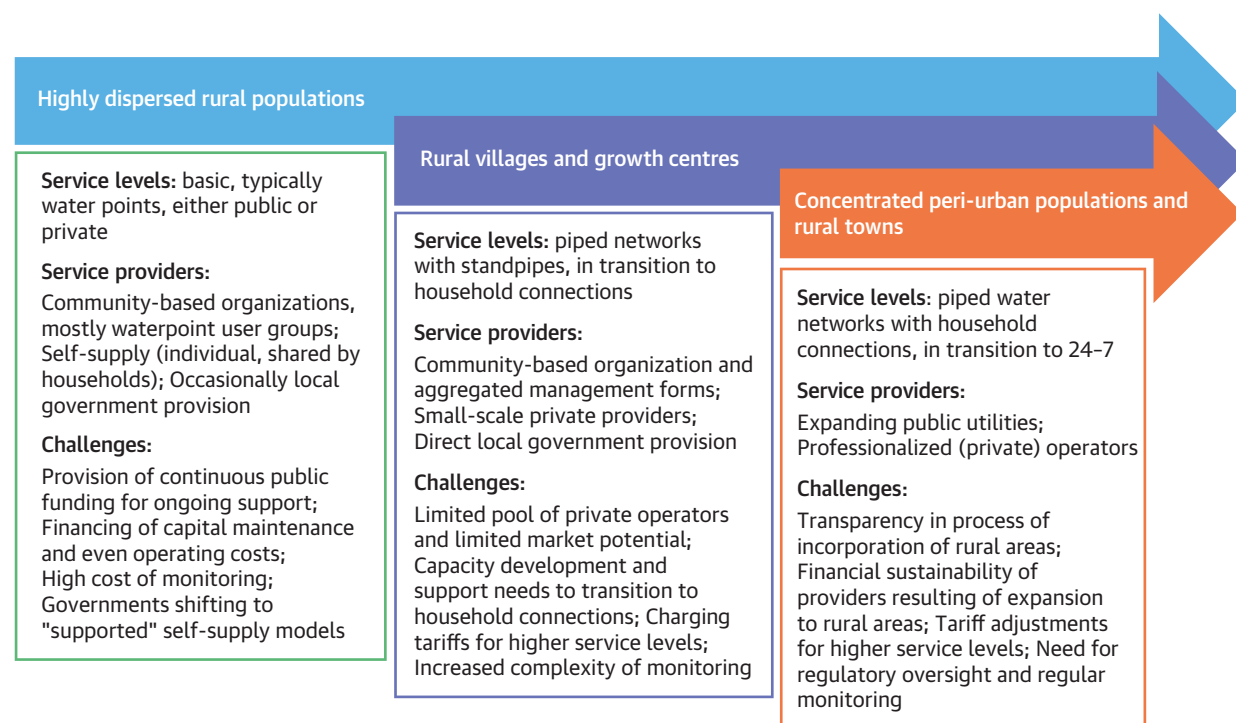 Highly dispersed rural populations
Service levels: basic, typically
water points, either public or
private
Service providers:
Community-based organizations,
mostly waterpoint user groups;
Self-supply (individual, shared by
households); Occasionally local
government provision
Challenges:
Provision of continuous public
funding for ongoing support;
Financing of capital maintenance
and even operating costs;
High cost of monitoring;
Governments shifting to
"supported" self-supply models
Rural villages and growth centres
Service levels: piped networks
with standpipes, in transition to
household connections
Service providers:
Community-based organization and
aggregated management forms;
Small-scale private providers;
Direct local government provision
Challenges:
Limited pool of private operators
and limited market potential;
Capacity development and
support needs to transition to
household connections; Charging
tariffs for higher service levels;
Increased complexity of monitoring
Concentrated peri-urban populations and
rural towns
Service levels: piped water
networks with household
connections, in transition to 24–7
Service providers:
Expanding public utilities;
Professionalized (private) operators
Challenges:
Transparency in process of
incorporation of rural areas;
Financial sustainability of
providers resulting of expansion
to rural areas; Tariff adjustments
for higher service levels; Need for
regulatory oversight and regular
monitoring